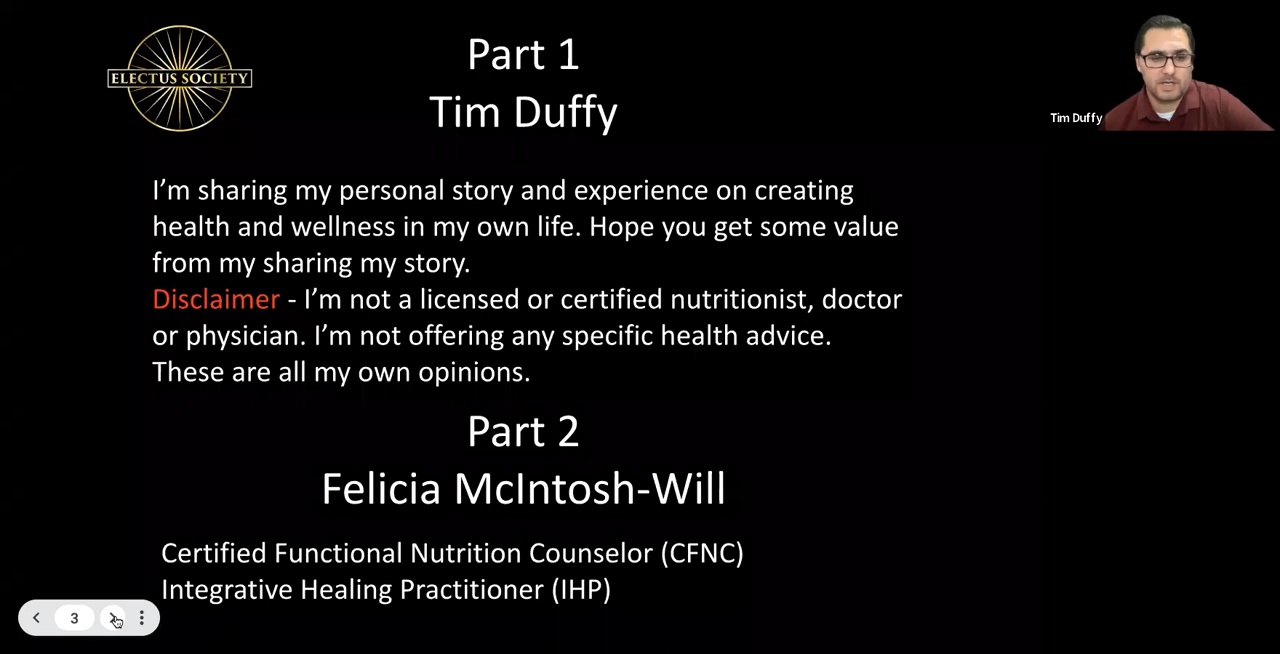 Part 1
ELECTUS SOCIETY
Tim Duffy
Tim Duffy
I’m sharing my personal story and experience on creating
health and wellness in my own life. Hope you get some value
from my sharing my story.
Disclaimer - I’m not a licensed or certified nutritionist, doctor
or physician. I’m not offering any specific health advice.
These are all my own opinions.
Part 2
Felicia McIntosh-Will
Certified Functional Nutrition Counselor (CFNC)
Integrative Healing Practitioner (IHP)
3